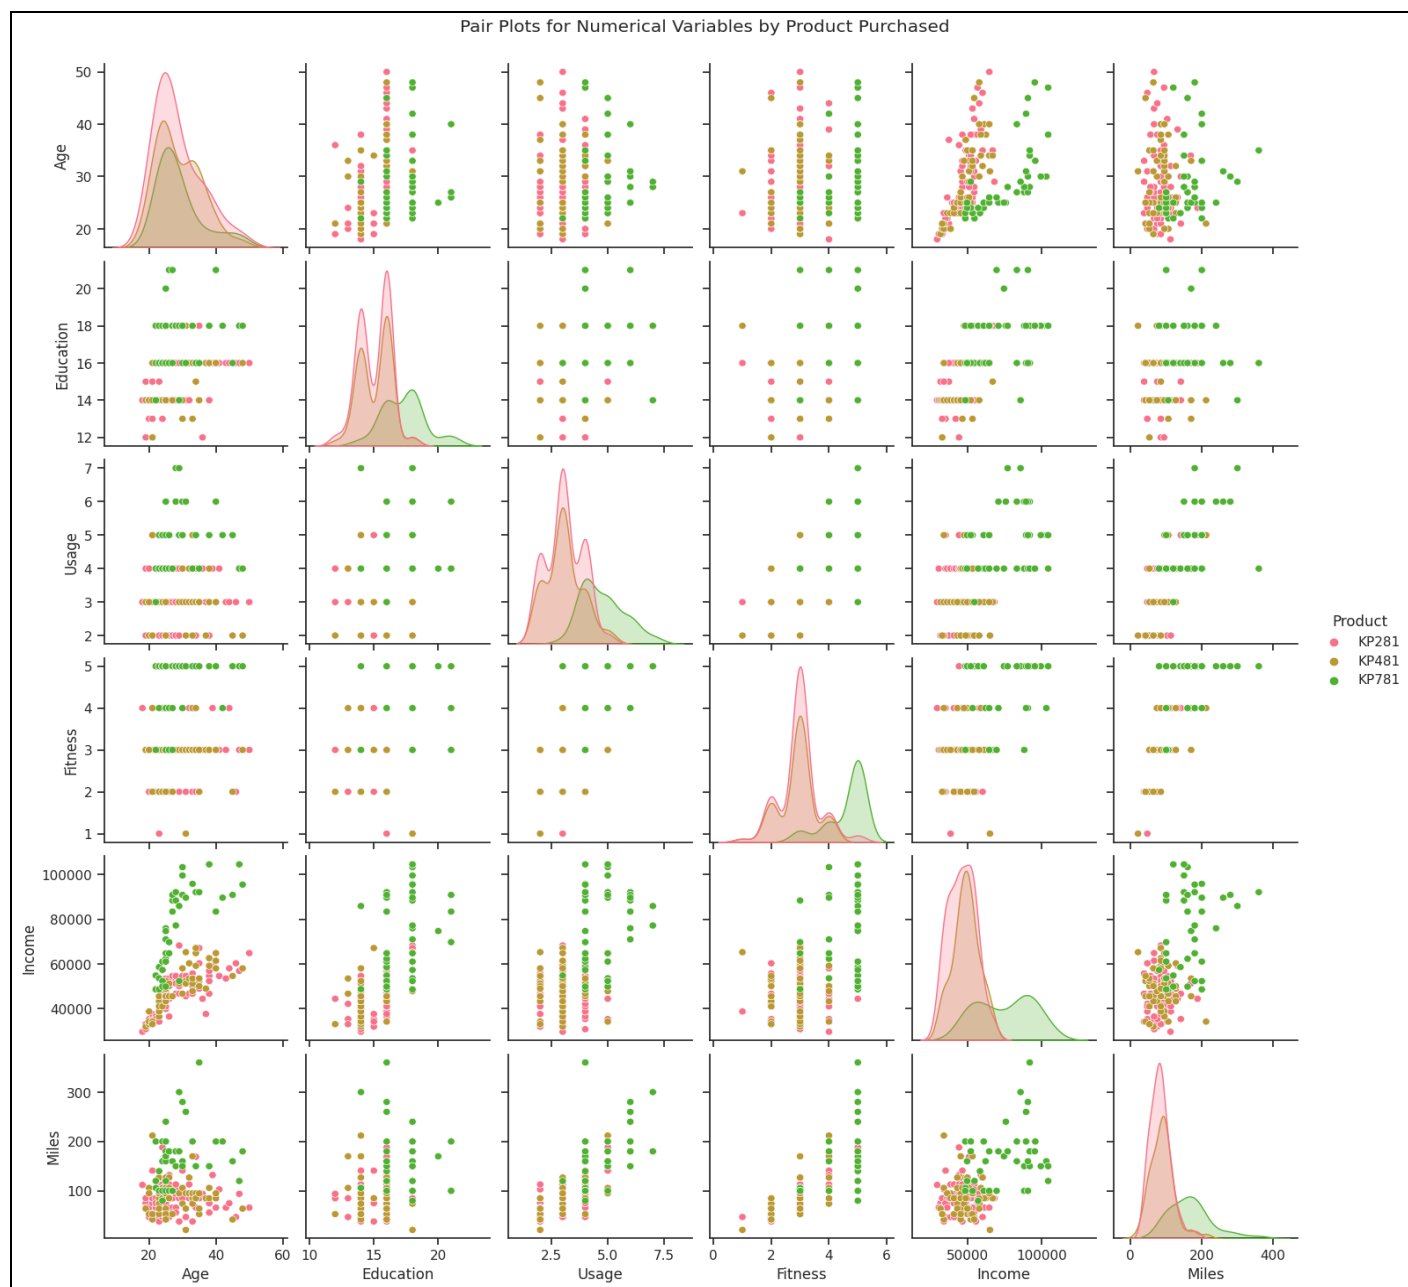 Pair Plots for Numerical Variables by Product Purchased
50
40
30
20
Age
20
18
16
14
12
Education
7
6
5
4
3
2
Usage
Product
KP281
KP481
KP781
5
4
3
2
1
Fitness
100000
80000
60000
40000
Income
300
200
100
Miles
20 40 60 10 15 20 2.5 5.0 7.5 0 2 4 6 50000 100000 0 200 400
Age Education Usage Fitness Income Miles